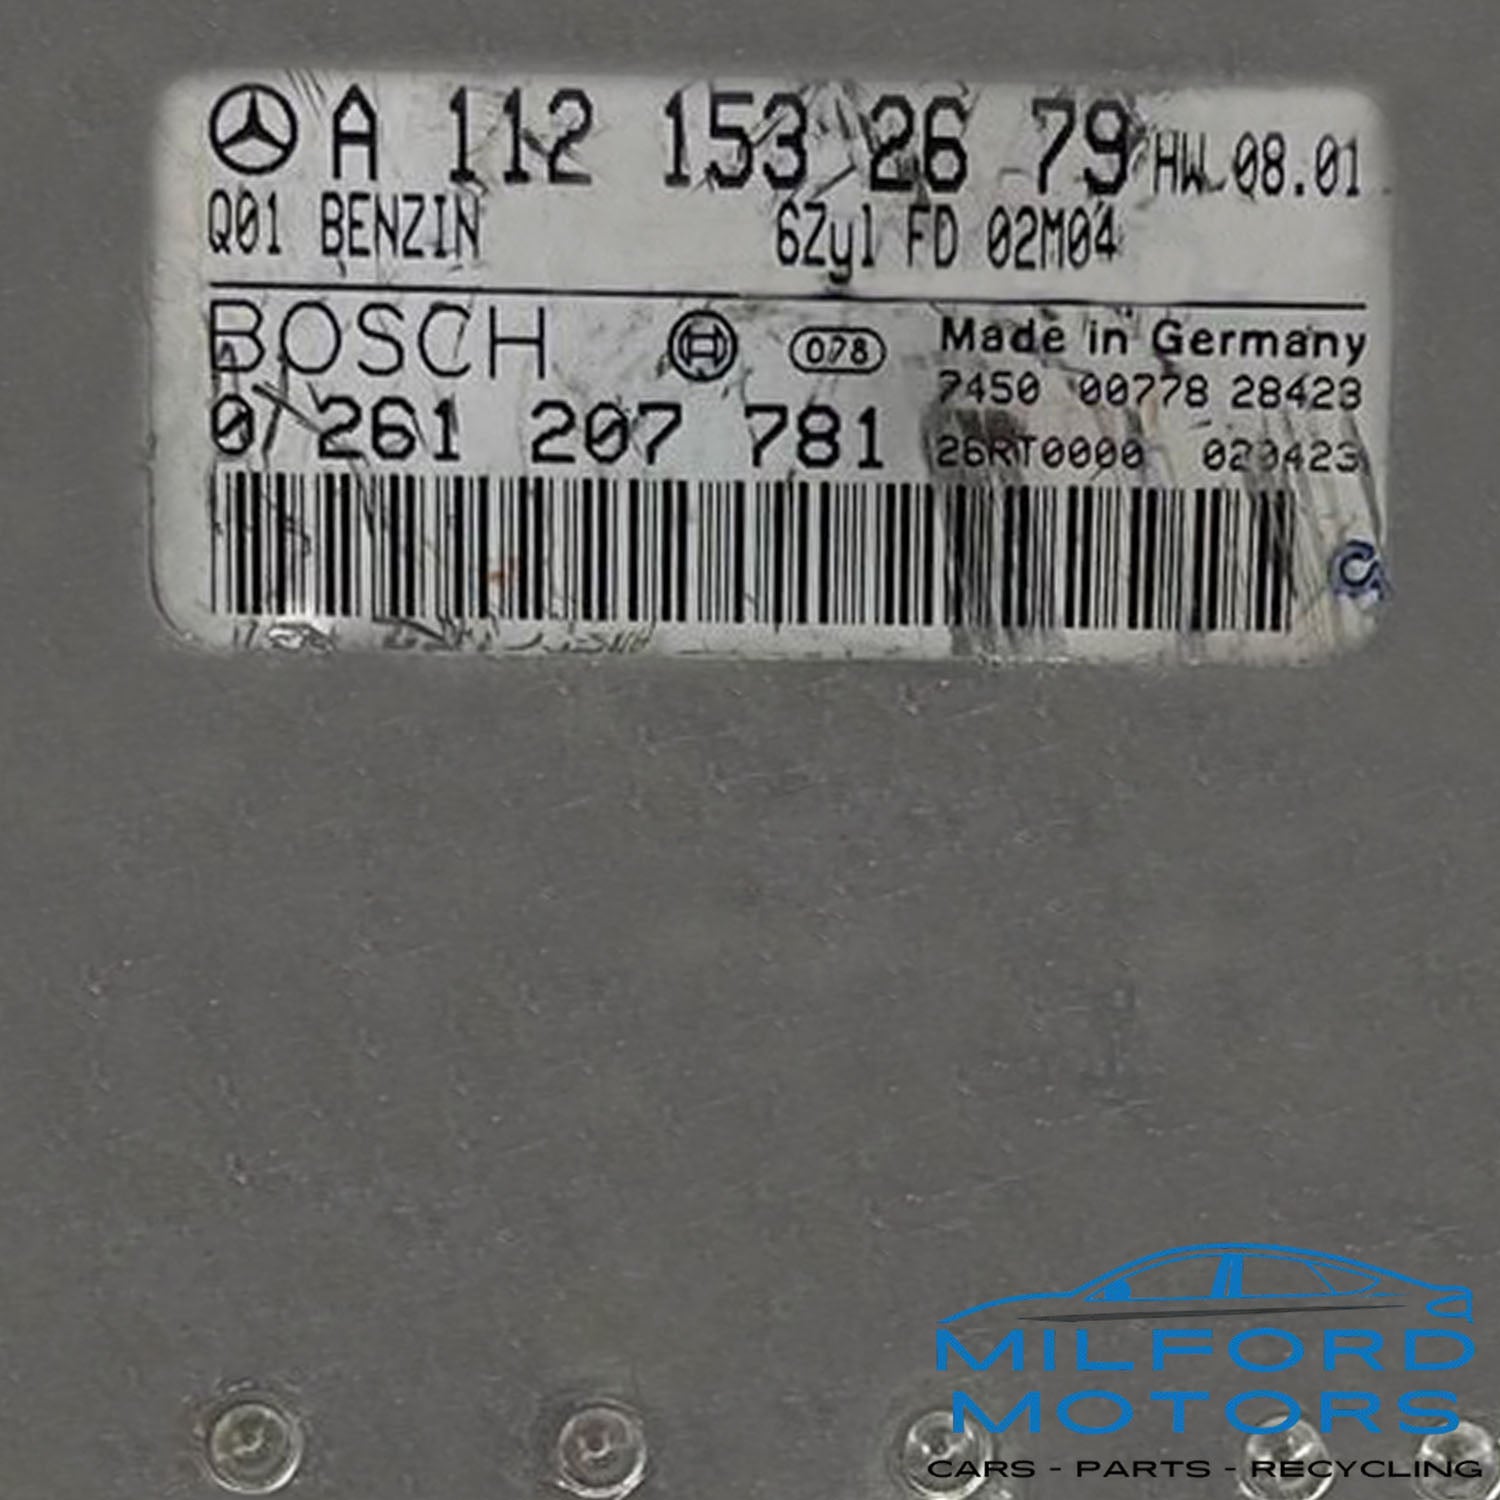 A 112 153 26 79 HW 08.01
Q01 BENZIN 6Zyl FD 02M04
BOSCH 078 Made in Germany
7450 00778 28423
0 261 207 781
26RT0000 020423
MILFORD
MOTORS
CARS - PARTS - RECYCLING